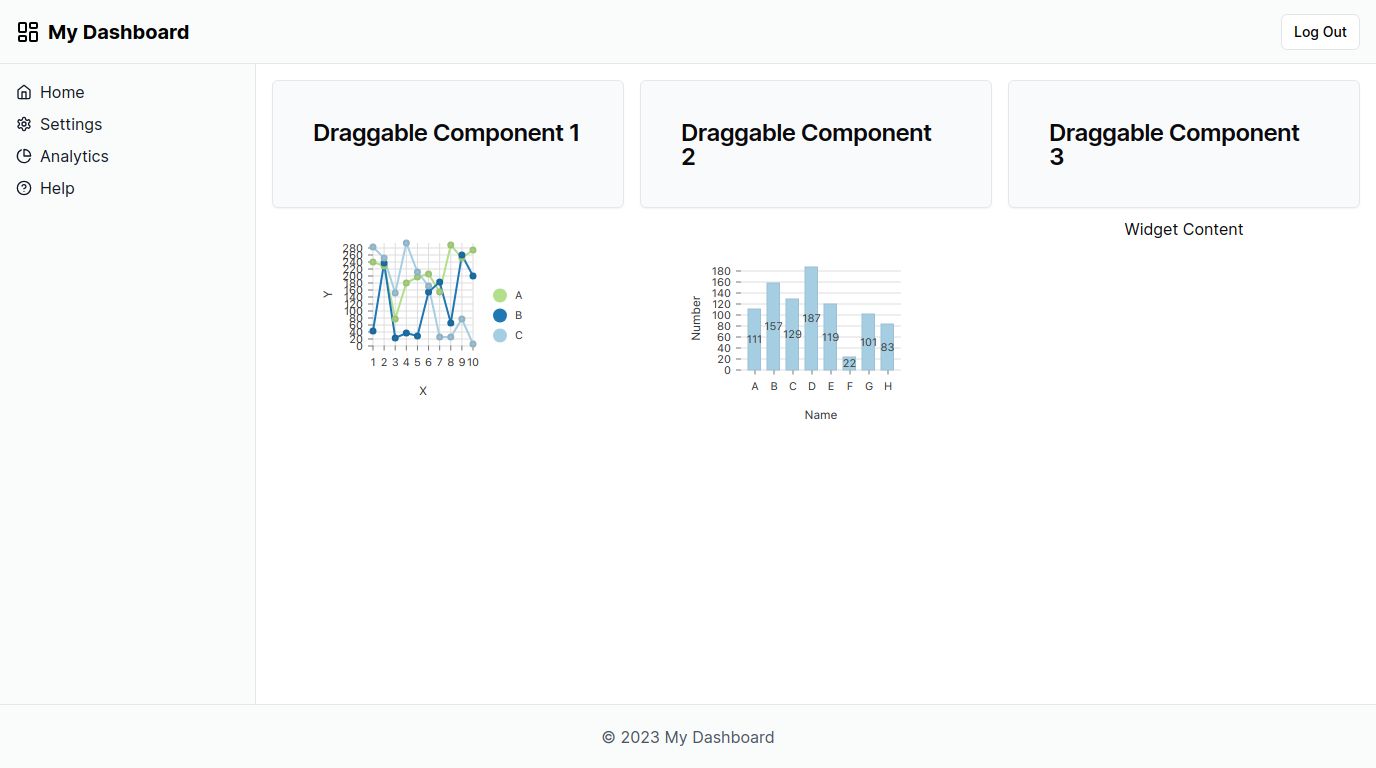 My Dashboard
Log Out
Home
Settings
Analytics
Help
Draggable Component 1
Draggable Component
2
Draggable Component
3
280
260
240
220
200
180
160
140
120
100
80
60
40
20
0
Y
1 2 3 4 5 6 7 8 9 10
X
A
B
C
180
160
140
120
100
80
60
40
20
0
Number
111 157 129 187 119 22 101 83
A B C D E F G H
Name
Widget Content
© 2023 My Dashboard